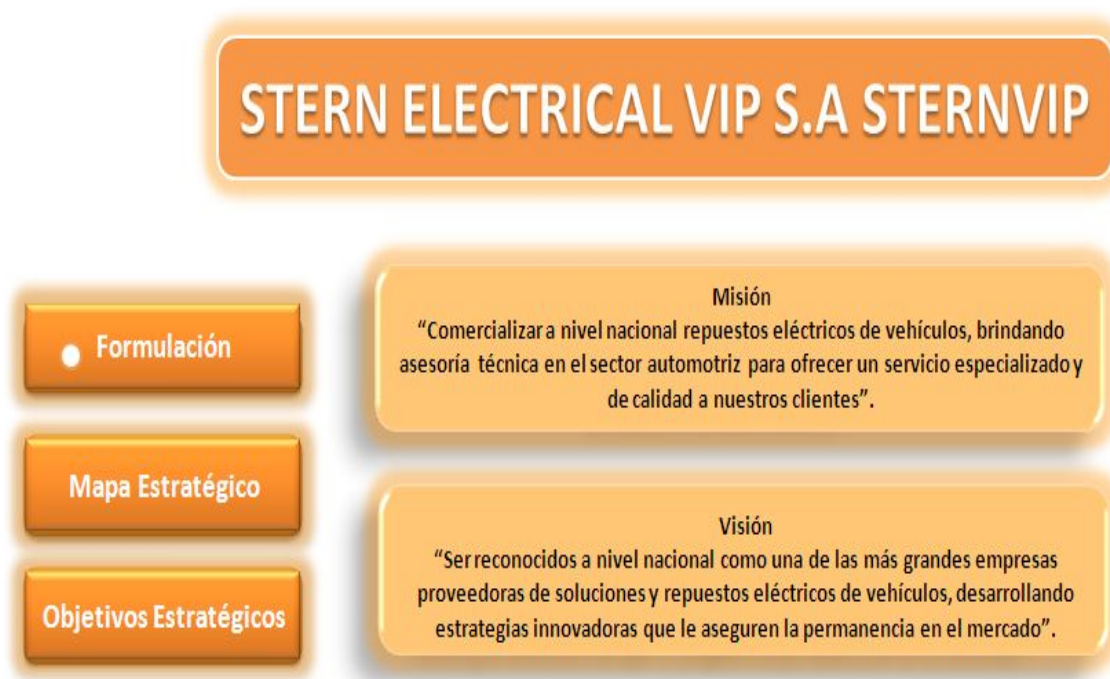 STERN ELECTRICAL VIP S.A STERNVIP
Formulación
Mapa Estratégico
Objetivos Estratégicos
Misión
“Comercializar a nivel nacional repuestos eléctricos de vehículos, brindando
asesoría técnica en el sector automotriz para ofrecer un servicio especializado y
de calidad a nuestros clientes”.
Visión
“Ser reconocidos a nivel nacional como una de las más grandes empresas
proveedoras de soluciones y repuestos eléctricos de vehículos, desarrollando
estrategias innovadoras que le aseguren la permanencia en el mercado”.